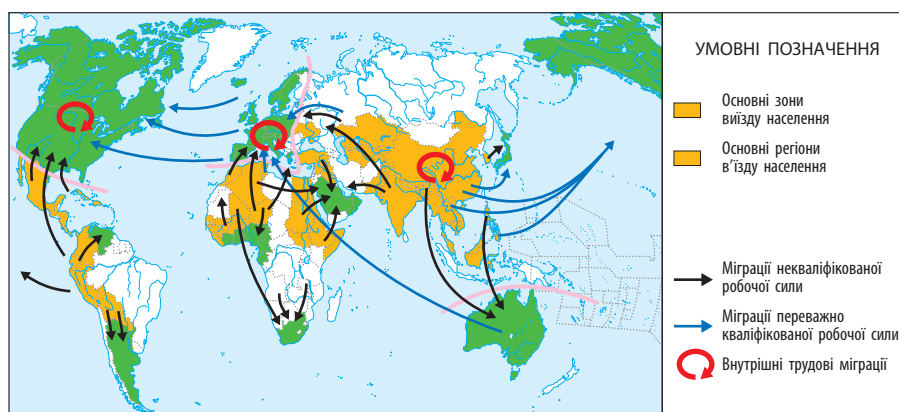 УМОВНІ ПОЗНАЧЕННЯ
Основні зони
виїзду населення
Основні регіони
в'їзду населення
Міграції некваліфікованої
робочої сили
Міграції переважно
кваліфікованої робочої сили
Внутрішні трудові міграції